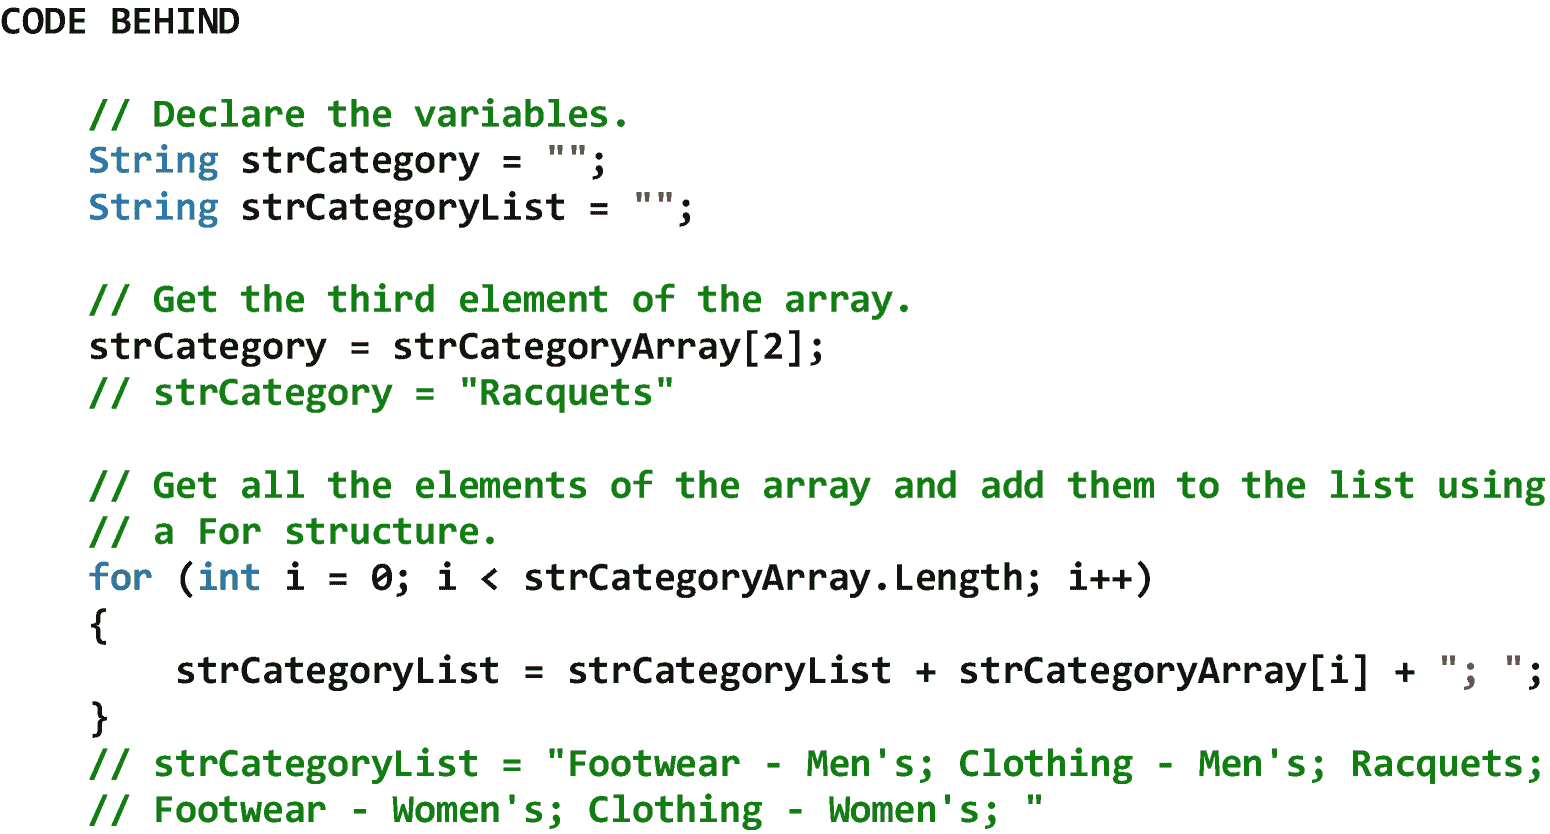 CODE BEHIND
// Declare the variables.
String strCategory = "";
String strCategoryList = "";
// Get the third element of the array.
strCategory = strCategoryArray[2];
// strCategory = "Racquets"
// Get all the elements of the array and add them to the list using
// a For structure.
for (int i = 0; i < strCategoryArray.Length; i++)
{
strCategoryList = strCategoryList + strCategoryArray[i] + "; ";
}
// strCategoryList = "Footwear - Men's; Clothing - Men's; Racquets;
// Footwear - Women's; Clothing - Women's; "